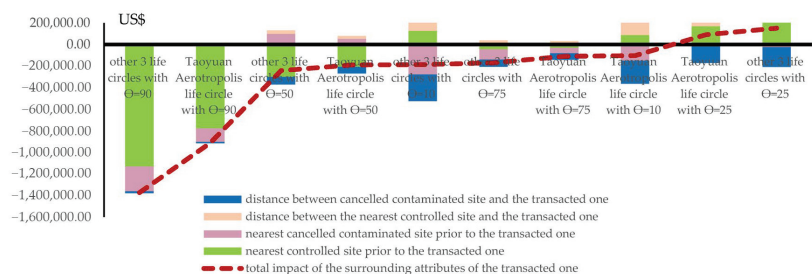 US$
200,000.00
0.00
−200,000.00
−400,000.00
−600,000.00
−800,000.00
−1,000,000.00
−1,200,000.00
−1,400,000.00
−1,600,000.00
other 3 life
circles with
Ө=90
Taoyuan
Aerotropolis
life circle
with Ө=90
other 3 life
circles with
Ө=50
Taoyuan
Aerotropolis
life circle
with Ө=50
other 3 life
circles with
Ө=10
other 3 life
circles with
Ө=75
Taoyuan
Aerotropolis
life circle
with Ө=75
Taoyuan
Aerotropolis
life circle
with Ө=10
Taoyuan
Aerotropolis
life circle
with Ө=25
other 3 life
circles with
Ө=25
distance between cancelled contaminated site and the transacted one
distance between the nearest controlled site and the transacted one
nearest cancelled contaminated site prior to the transacted one
nearest controlled site prior to the transacted one
total impact of the surrounding attributes of the transacted one